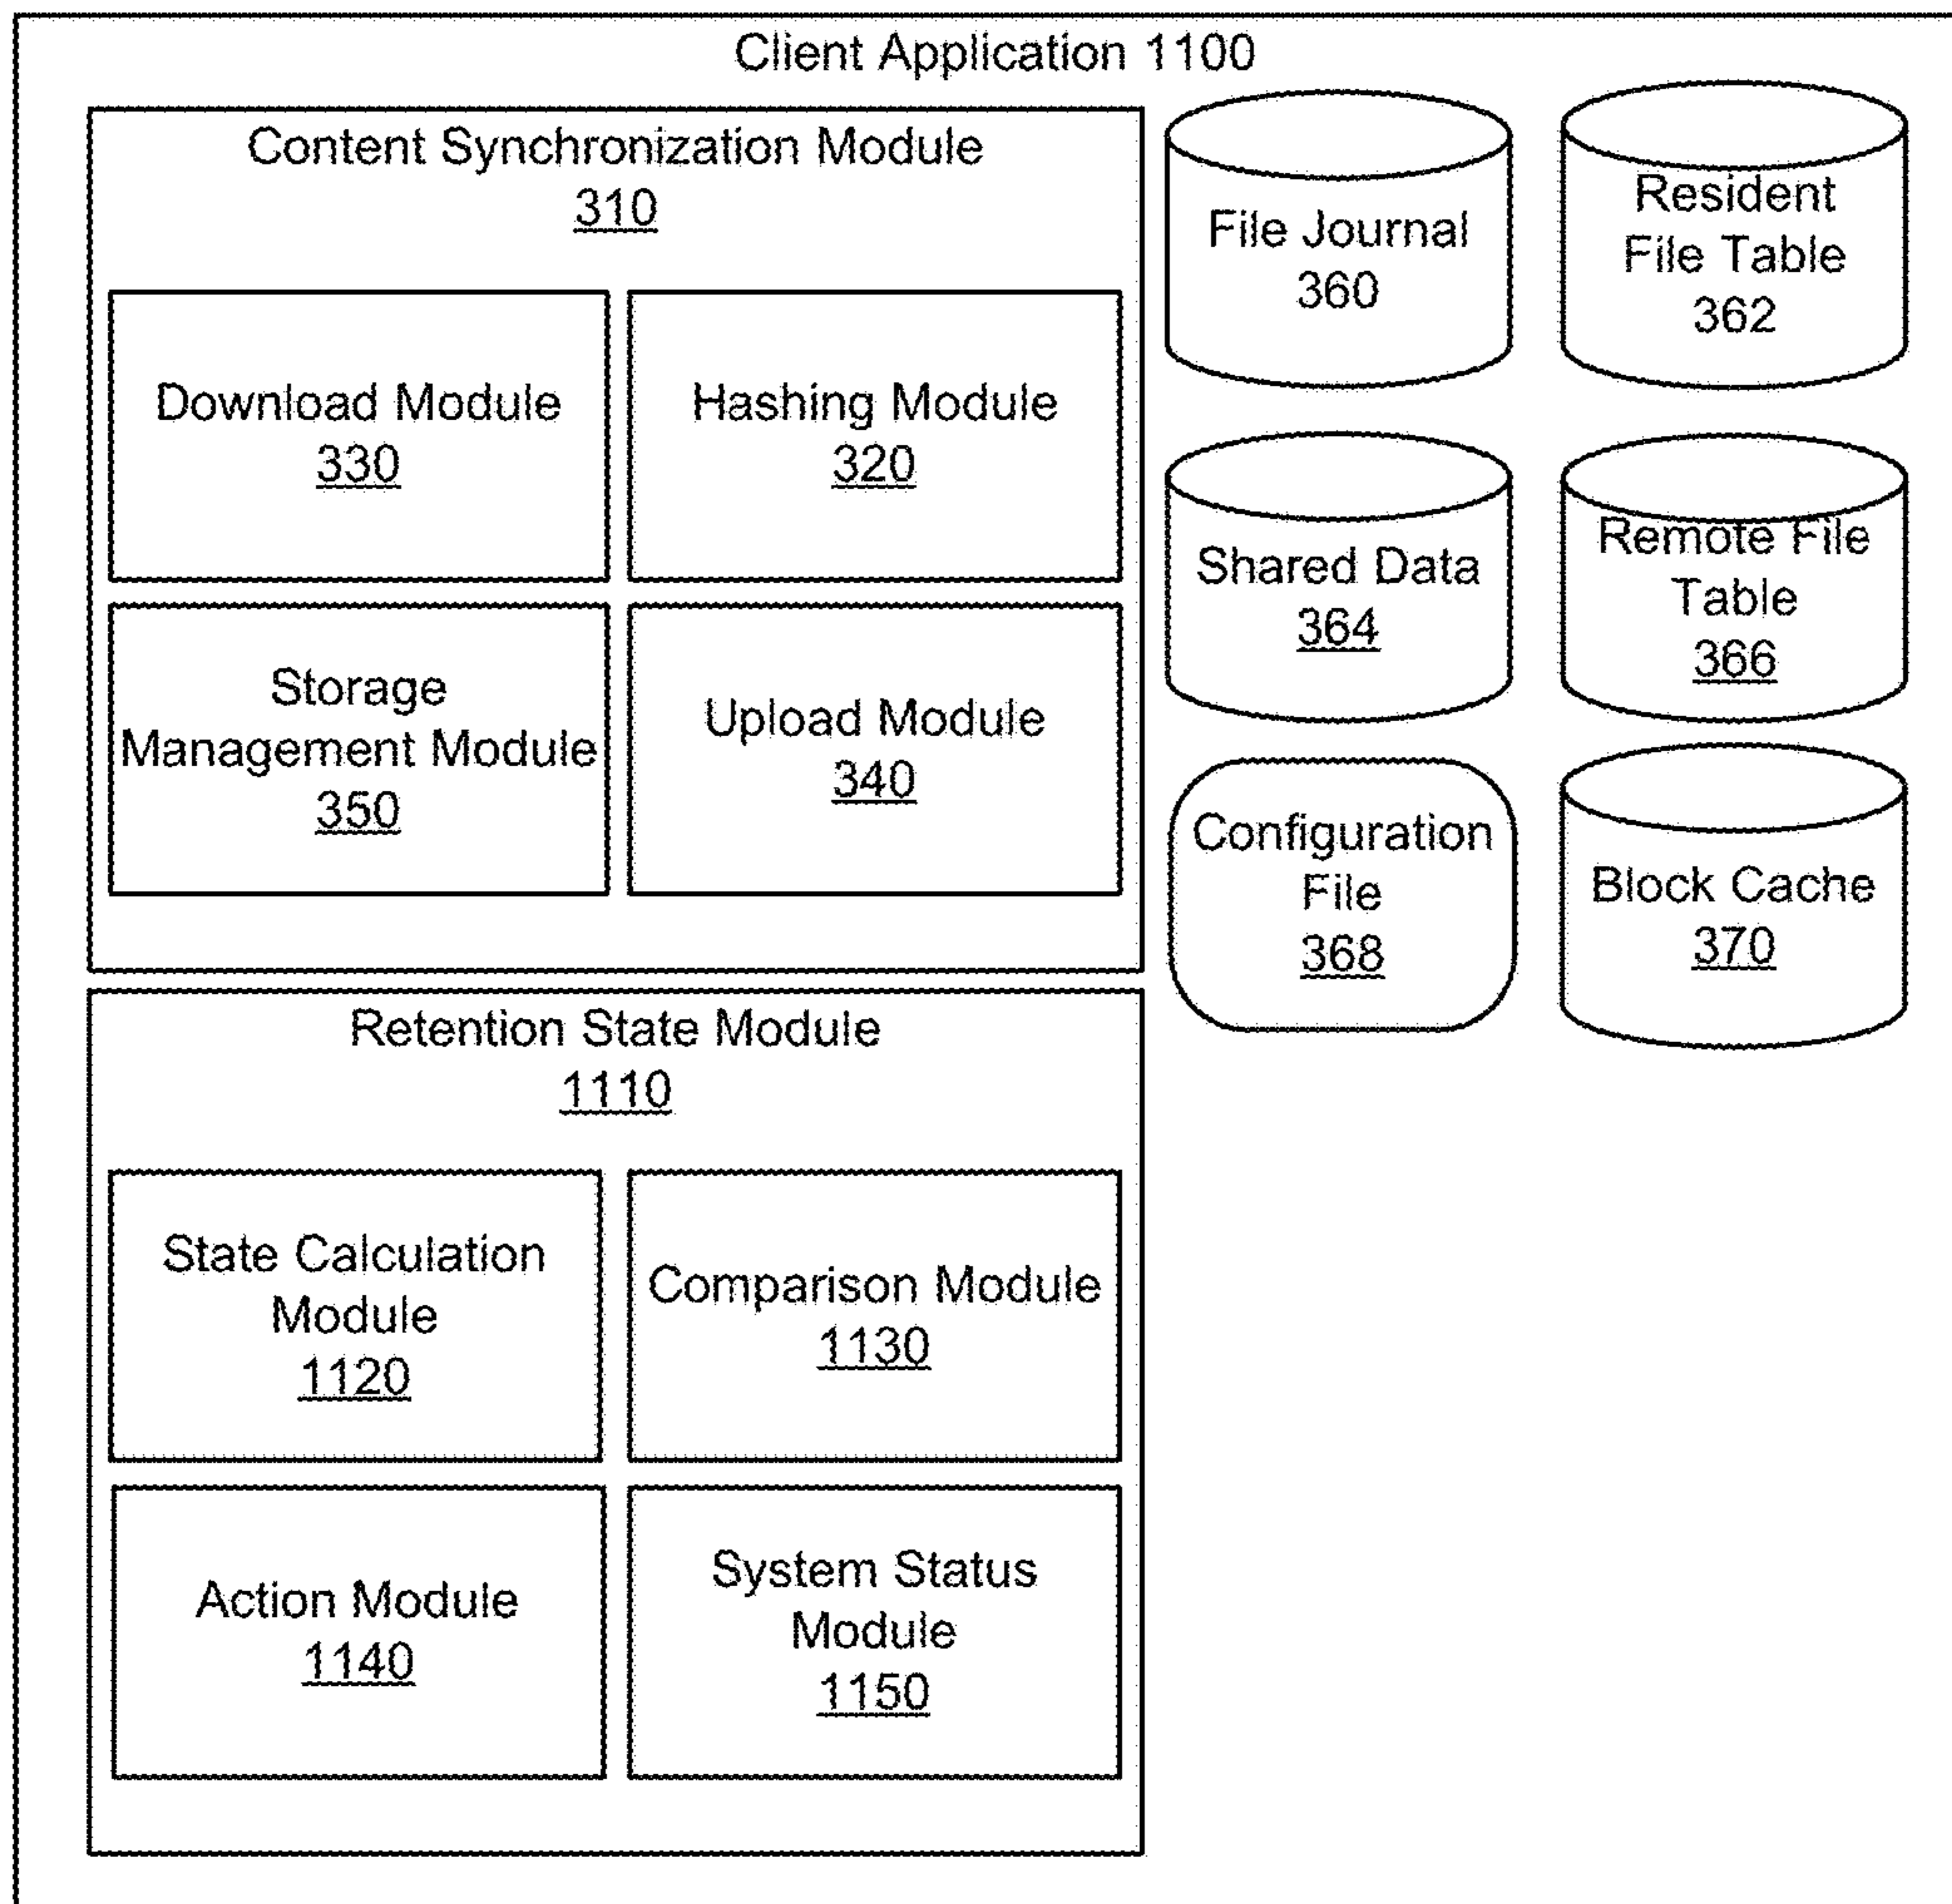 Client Application 1100
Content Synchronization Module
310
Download Module
330
Hashing Module
320
Storage
Management Module
350
Upload Module
340
File Journal
360
Resident
File Table
362
Shared Data
364
Remote File
Table
366
Configuration
File
368
Block Cache
370
Retention State Module
1110
State Calculation
Module
1120
Comparison Module
1130
Action Module
1140
System Status
Module
1150